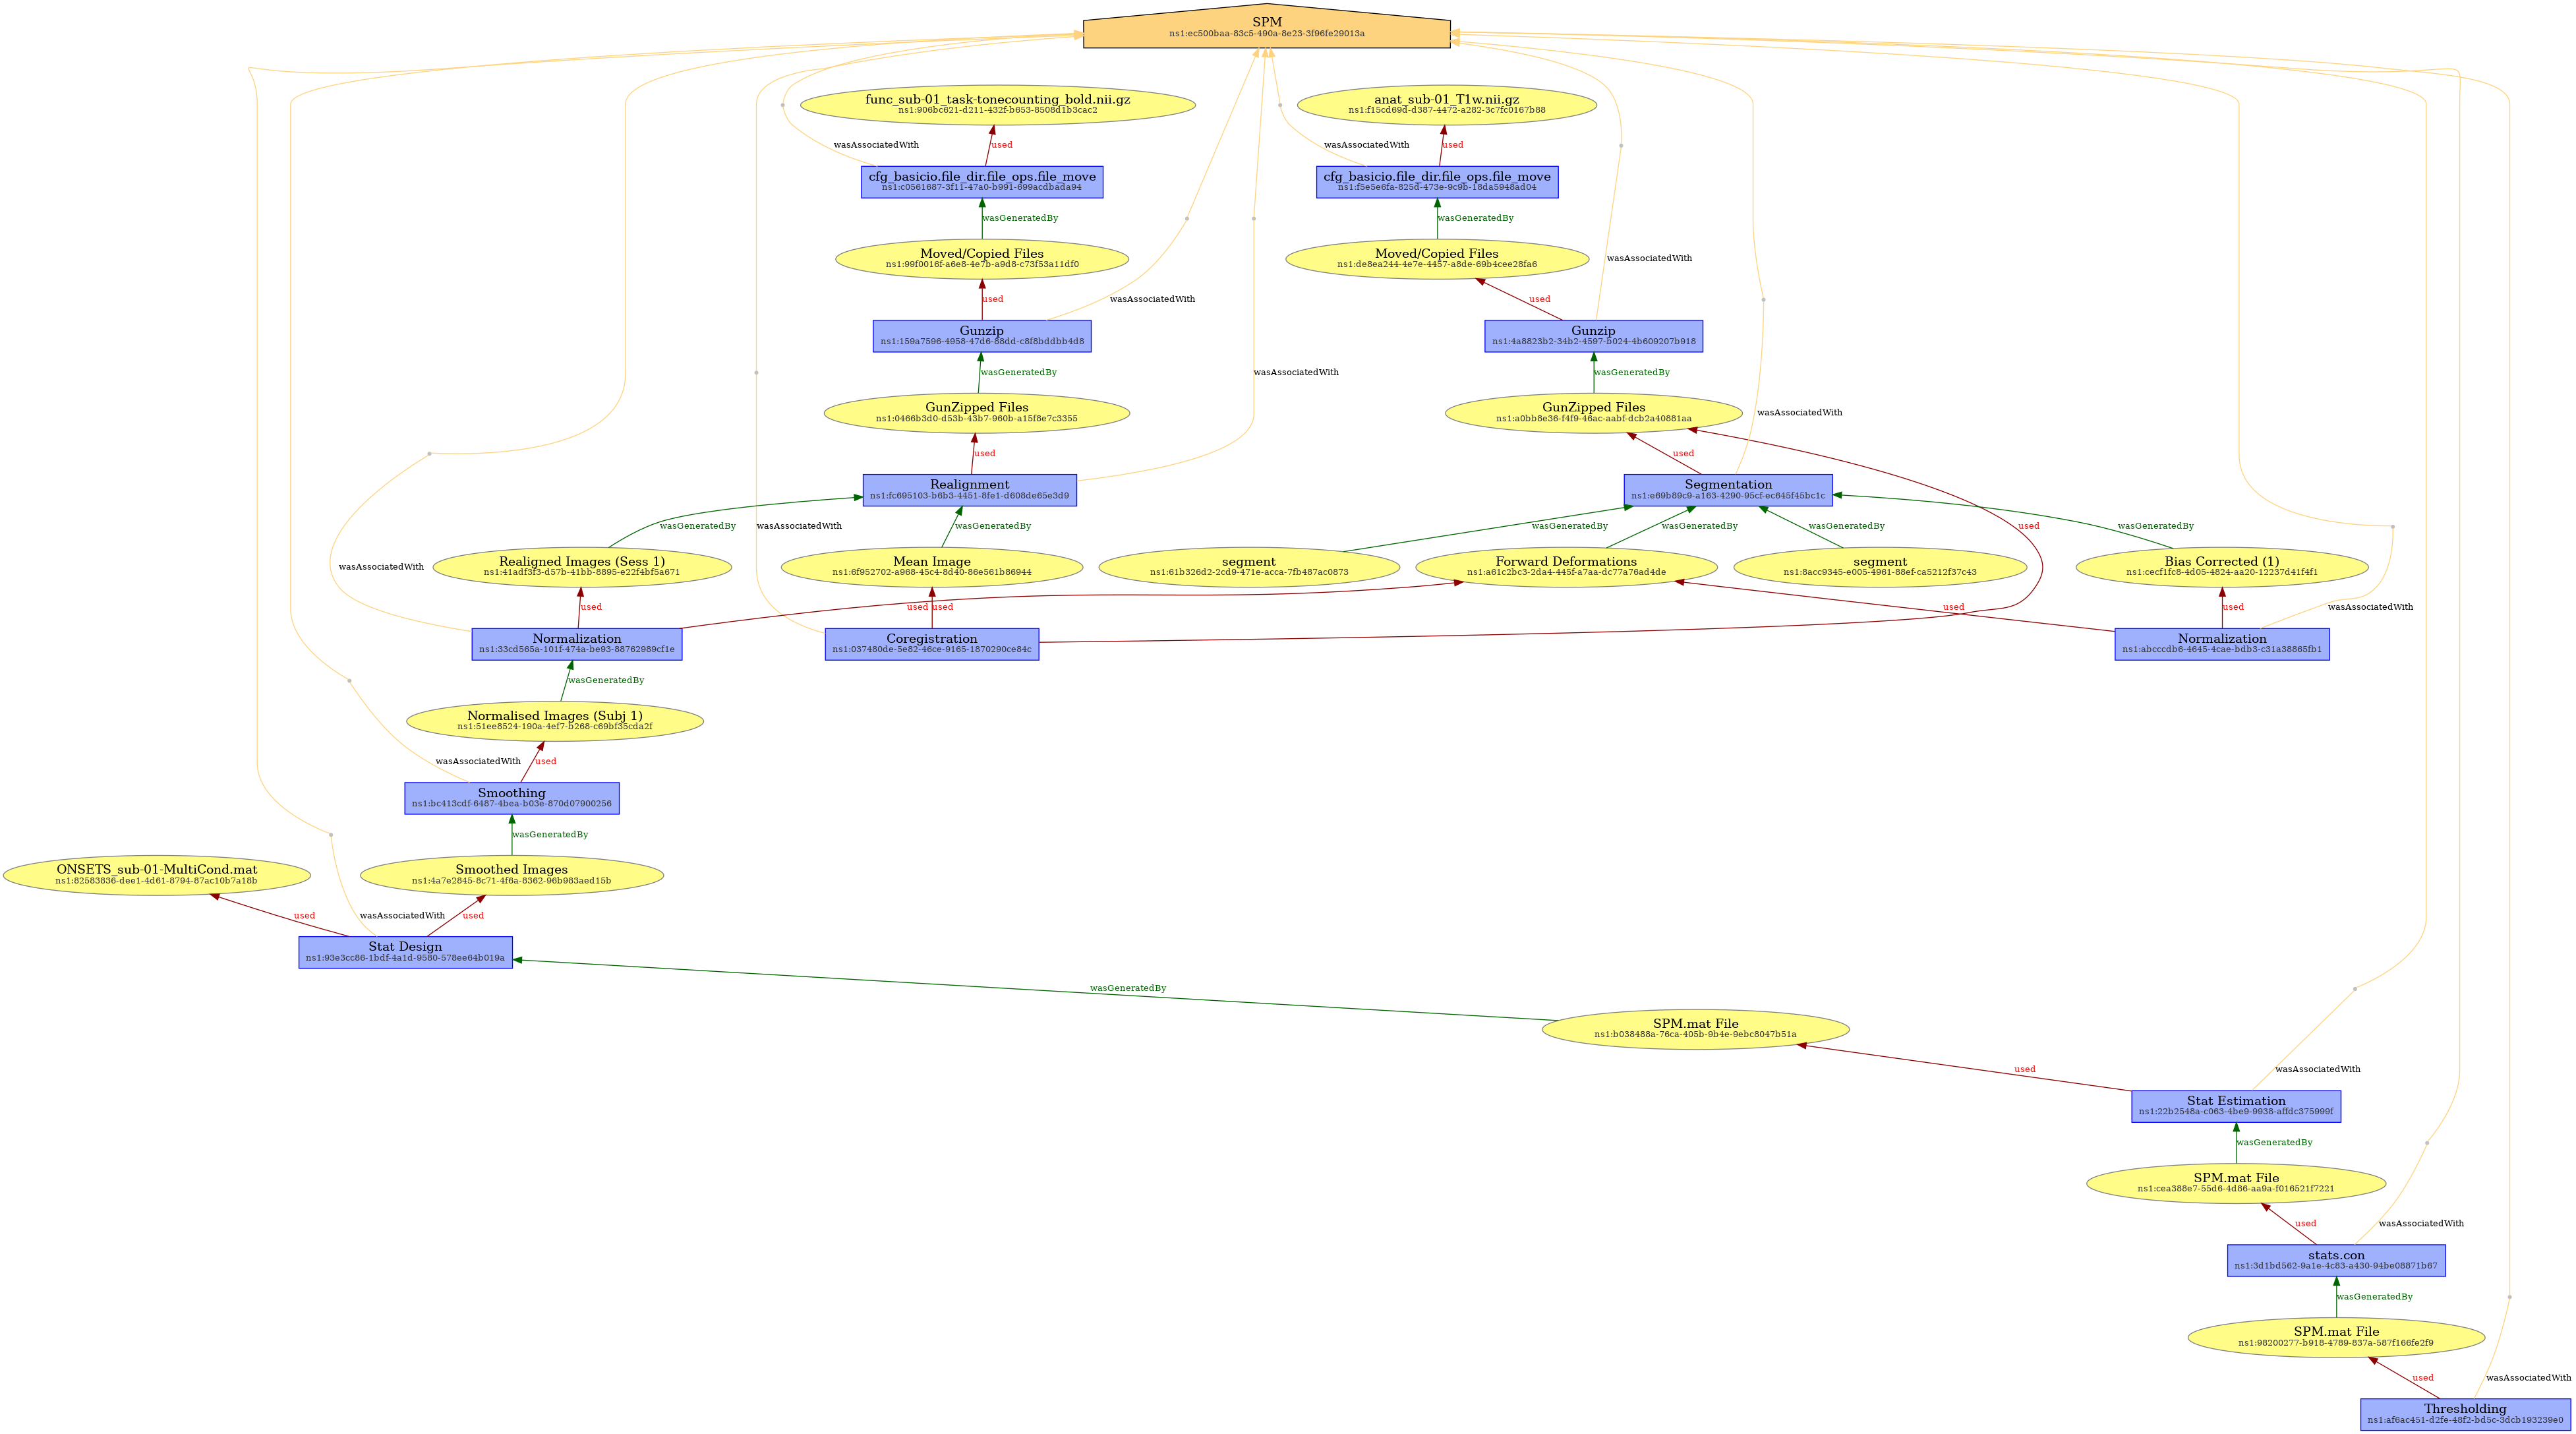 SPM
ns1:ec500baa-83c5-490a-8e23-3f96fe29013a
func_sub-01_task-tonecounting_bold.nii.gz
ns1:906bc621-d211-432f-b653-8508d1b3cac2
anat_sub-01_T1w.nii.gz
ns1:f15cd69d-d387-4472-a282-3c7fc0167b88
wasAssociatedWith
used
wasAssociatedWith
used
cfg_basicio.file_dir.file_ops.file_move
ns1:c0561687-3f11-47a0-b991-699acdbada94
cfg_basicio.file_dir.file_ops.file_move
ns1:f5e5e6fa-825d-473e-9c9b-18da5948ad04
wasGeneratedBy
wasGeneratedBy
Moved/Copied Files
ns1:99f0016f-a6e8-4e7b-a9d8-c73f53a11df0
Moved/Copied Files
ns1:de8ea244-4e7e-4457-a8de-69b4cee28fa6
wasAssociatedWith
used
wasAssociatedWith
used
Gunzip
ns1:159a7596-4958-47d6-88dd-c8f8bddbb4d8
Gunzip
ns1:4a8823b2-34b2-4597-b024-4b609207b918
wasGeneratedBy
wasAssociatedWith
wasGeneratedBy
GunZipped Files
ns1:0466b3d0-d53b-43b7-960b-a15f8e7c3355
GunZipped Files
ns1:a0bb8e36-f4f9-46ac-aabf-dcb2a40881aa
wasAssociatedWith
used
used
Realignment
ns1:fc695103-b6b3-4451-8fe1-d608de65e3d9
Segmentation
ns1:e69b89c9-a163-4290-95cf-ec645f45bc1c
wasGeneratedBy
wasAssociatedWith
wasGeneratedBy
wasGeneratedBy
wasGeneratedBy
wasGeneratedBy
used
wasGeneratedBy
wasAssociatedWith
Realigned Images (Sess 1)
ns1:41adf3f3-d57b-41bb-8895-e22f4bf5a671
Mean Image
ns1:6f952702-a968-45c4-8d40-86e561b86944
segment
ns1:61b326d2-2cd9-471e-acca-7fb487ac0873
Forward Deformations
ns1:a61c2bc3-2da4-445f-a7aa-dc77a76ad4de
segment
ns1:8acc9345-e005-4961-88ef-ca5212f37c43
Bias Corrected (1)
ns1:cecf1fc8-4d05-4824-aa20-12237d41f4f1
used
used
used
used
used
wasAssociatedWith
Normalization
ns1:33cd565a-101f-474a-be93-88762989cf1e
Coregistration
ns1:037480de-5e82-46ce-9165-1870290ce84c
Normalization
ns1:abcccdb6-4645-4cae-bdb3-c31a38865fb1
wasGeneratedBy
Normalised Images (Subj 1)
ns1:51ee8524-190a-4ef7-b268-c69bf35cda2f
wasAssociatedWith
used
Smoothing
ns1:bc413cdf-6487-4bea-b03e-870d07900256
wasGeneratedBy
ONSETS_sub-01-MultiCond.mat
ns1:82583836-dee1-4d61-8794-87ac10b7a18b
Smoothed Images
ns1:4a7e2845-8c71-4f6a-8362-96b983aed15b
used
wasAssociatedWith
used
Stat Design
ns1:93e3cc86-1bdf-4a1d-9580-578ee64b019a
wasGeneratedBy
SPM.mat File
ns1:b038488a-76ca-405b-9b4e-9ebc8047b51a
used
wasAssociatedWith
Stat Estimation
ns1:22b2548a-c063-4be9-9938-affdc375999f
wasGeneratedBy
SPM.mat File
ns1:cea388e7-55d6-4d86-aa9a-f016521f7221
used
wasAssociatedWith
stats.con
ns1:3d1bd562-9a1e-4c83-a430-94be08871b67
wasGeneratedBy
SPM.mat File
ns1:98200277-b918-4789-837a-587f166fe2f9
used
wasAssociatedWith
Thresholding
ns1:af6ac451-d2fe-48f2-bd5c-3dcb193239e0